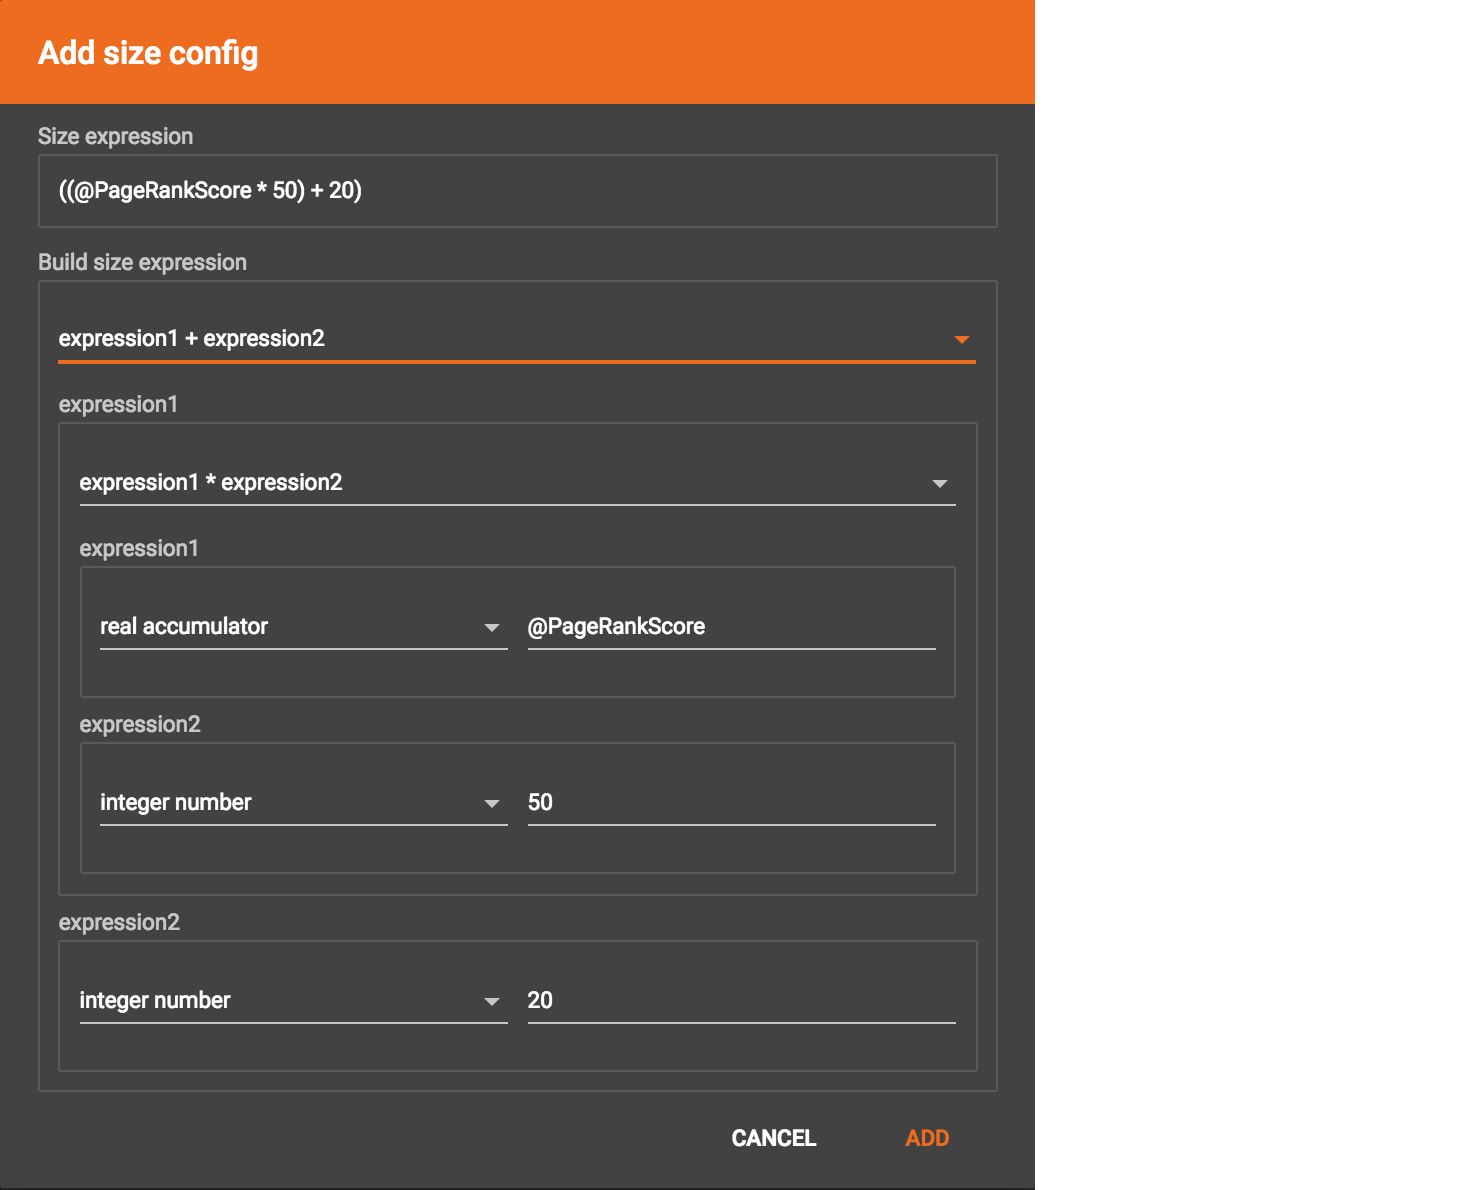 Add size config
Size expression
((@PageRankScore * 50) + 20)
Build size expression
expression1 + expression2
expression1
expression1 * expression2
expression1
real accumulator @PageRankScore
expression2
integer number 50
expression2
integer number 20
CANCEL ADD